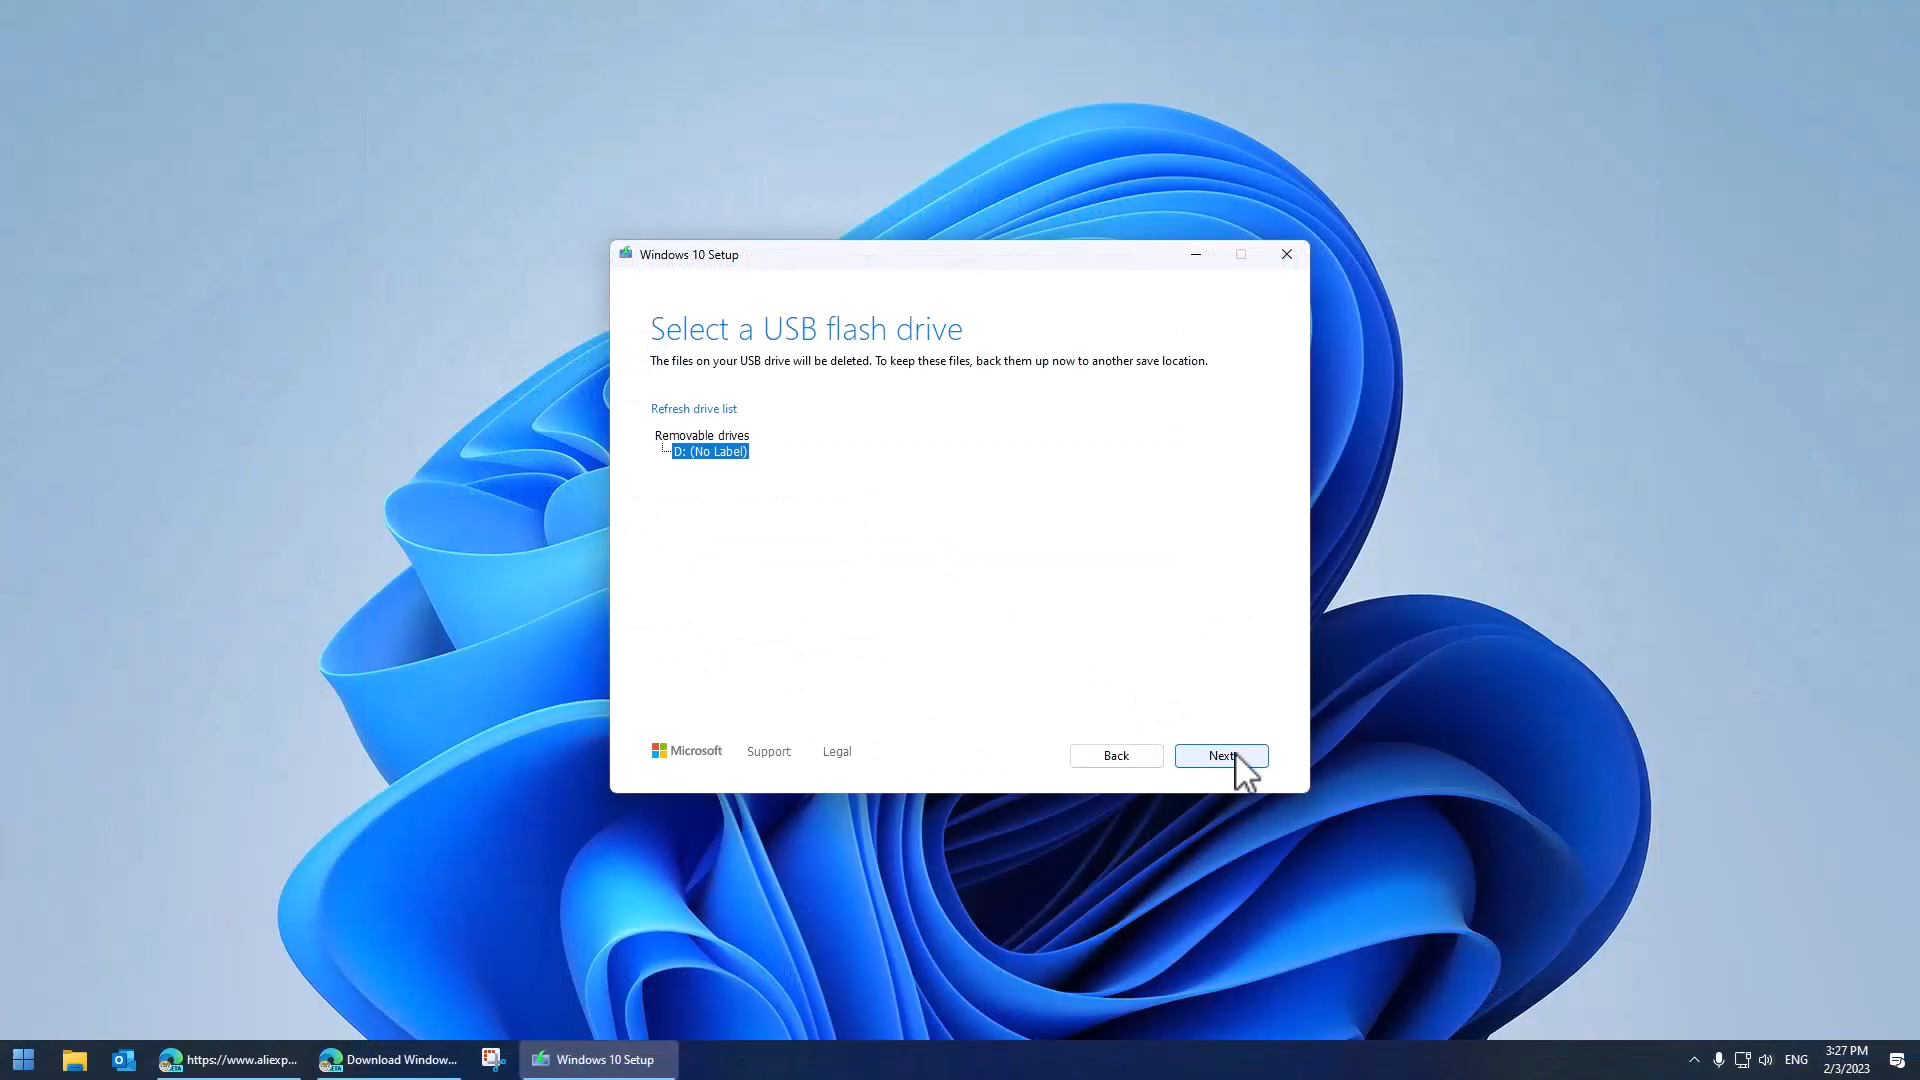 Windows 10 Setup
Select a USB flash drive
The files on your USB drive will be deleted. To keep these files, back them up now to another save location.
Refresh drive list
Removable drives
D: (No Label)
Microsoft Support Legal Back Next
https://www.aliexp... Download Window... Windows 10 Setup ENG 3:27 PM
2/3/2023